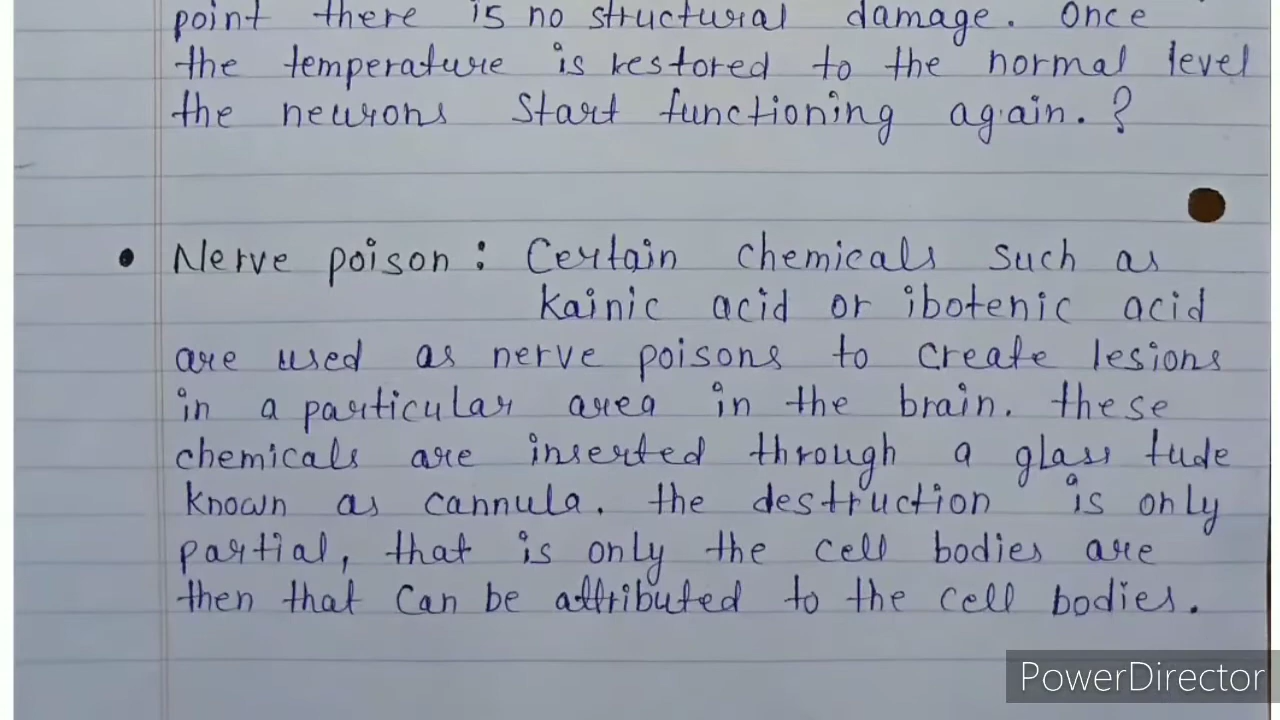 point there is no structural damage. Once
the temperature is restored to the normal level
the neurons start functioning again. ?
• Nerve poison : Certain chemicals such as
kainic acid or ibotenic acid
are used as nerve poisons to create lesions
in a particular area in the brain. these
chemicals are inserted through a glass tude
known as cannula. the destruction is only
partial, that is only the cell bodies are
then that can be attributed to the cell bodies.
PowerDirector